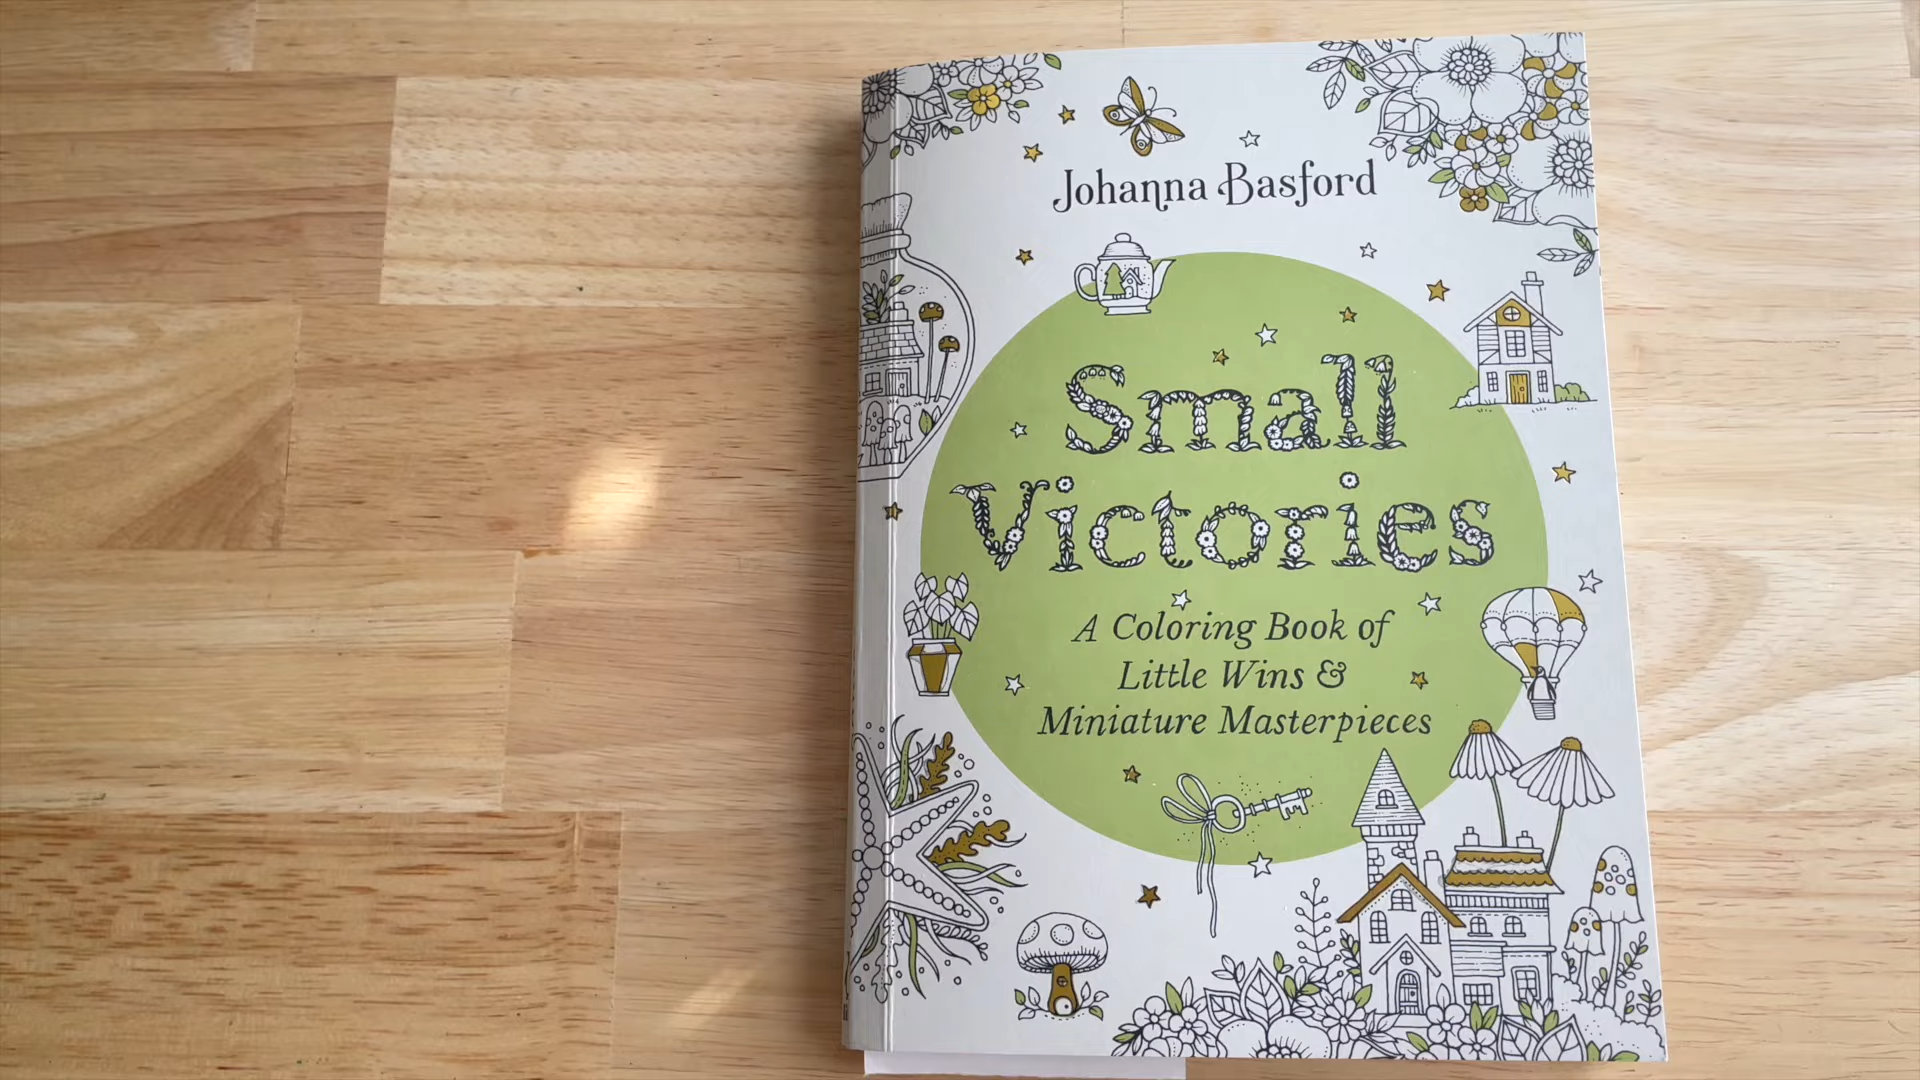 Johanna Basford
Small
Victories
A Coloring Book of
Little Wins &
Miniature Masterpieces